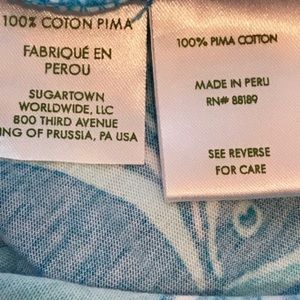 100% COTON PIMA
FABRIQUÉ EN
PEROU
SUGARTOWN
WORLDWIDE, LLC
800 THIRD AVENUE
ING OF PRUSSIA, PA USA
100% PIMA COTTON
MADE IN PERU
RN# 88189
SEE REVERSE
FOR CARE